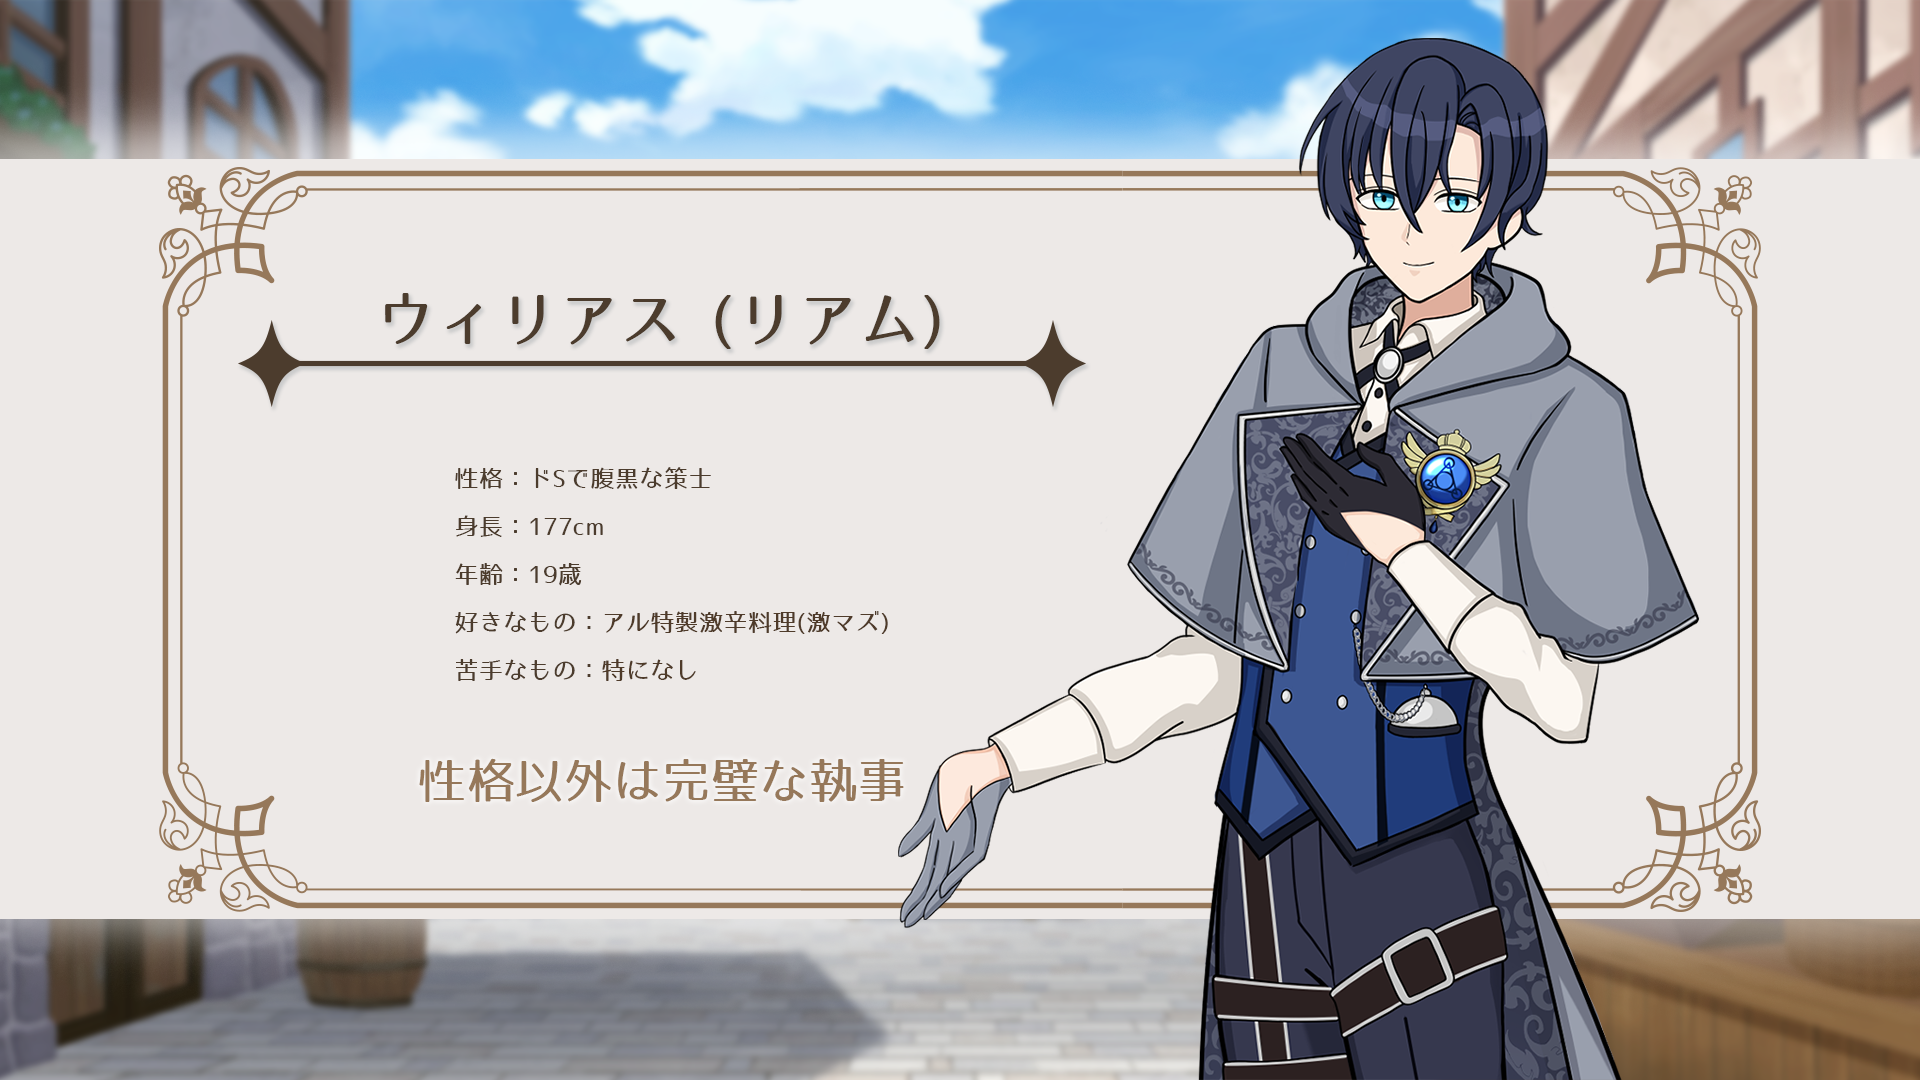 ウィリアス (リアム)
性格：ドSで腹黒な策士
身長：177cm
年齢：19歳
好きなもの：アル特製激辛料理(激マズ)
苦手なもの：特になし
性格以外は完璧な執事